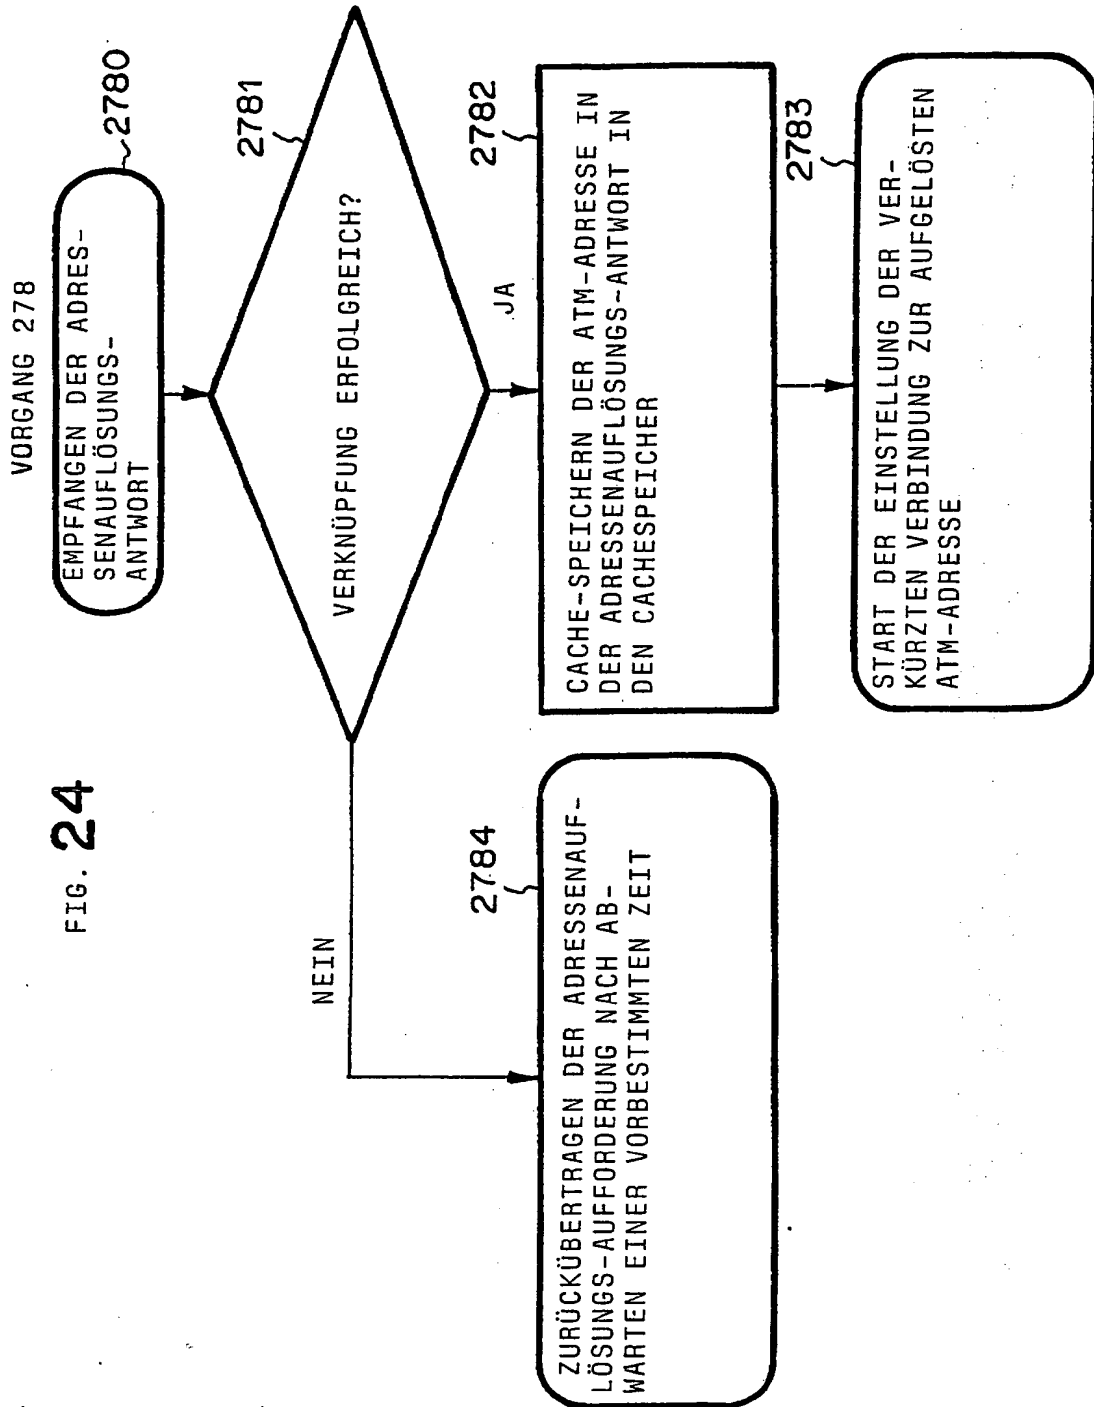 FIG. 24
VORGANG 278
EMPFANGEN DER ADRES-
SENAUFLÖSUNGS-
ANTWORT
2780
VERKNÜPFUNG ERFOLGREICH?
2781
NEIN
JA
CACHE-SPEICHERN DER ATM-ADRESSE IN
DER ADRESSENAUFLÖSUNGS-ANTWORT IN
DEN CACHESPEICHER
2782
START DER EINSTELLUNG DER VER-
KÜRZTEN VERBINDUNG ZUR AUFGELÖSTEN
ATM-ADRESSE
2783
ZURÜCKÜBERTRAGEN DER ADRESSENAUF-
LÖSUNGS-AUFFORDERUNG NACH AB-
WARTEN EINER VORBESTIMMTEN ZEIT
2784